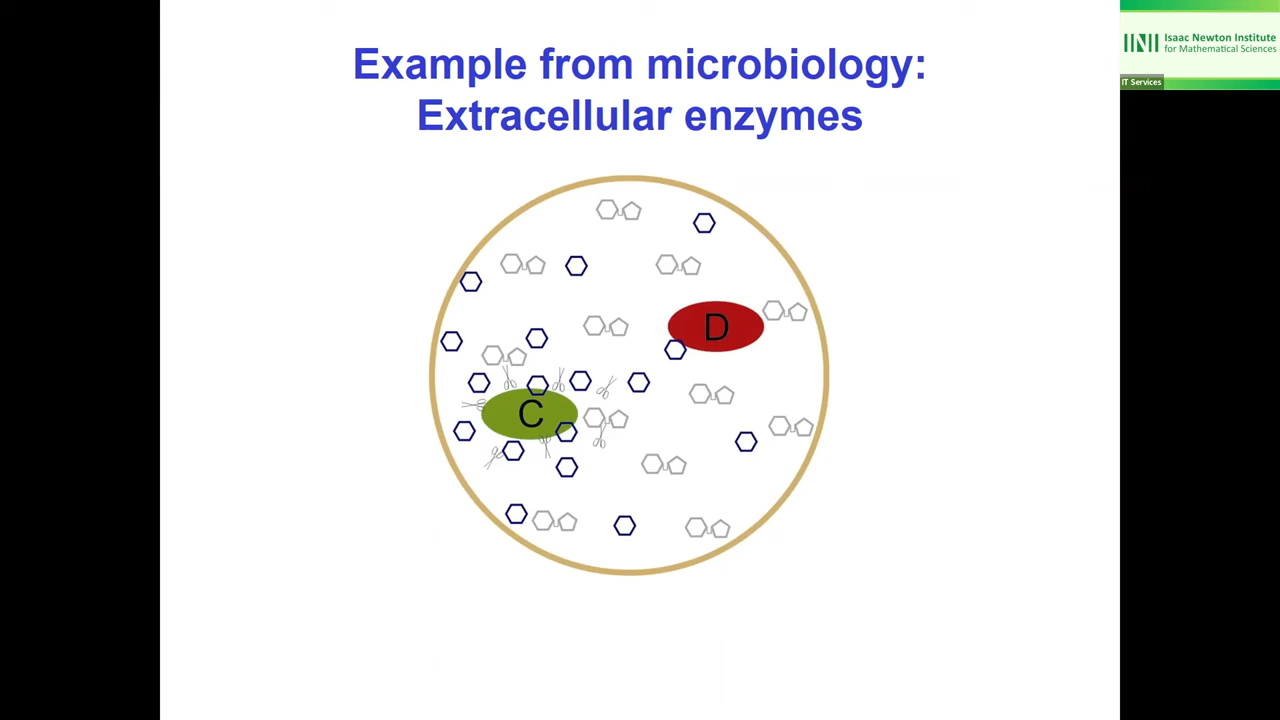 Example from microbiology:
Extracellular enzymes
Isaac Newton Institute
for Mathematical Sciences
IT Services
D
C